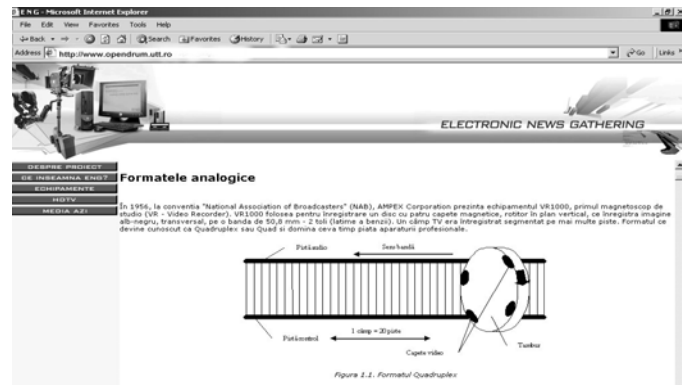 E N G - Microsoft Internet Explorer
File Edit View Favorites Tools Help
Back Search Favorites History
Address http://www.opendrum.utt.ro Go Links
ELECTRONIC NEWS GATHERING
DESPRE PROIECT
CE INSEAMNA ENG?
ECHIPAMENTE
HDTV
MEDIA AZI
Formatele analogice
În 1956, la conventia "National Association of Broadcasters" (NAB), AMPEX Corporation prezinta echipamentul VR1000, primul magnetoscop de
studio (VR - Video Recorder). VR1000 folosea pentru înregistrare un disc cu patru capete magnetice, rotitor în plan vertical, ce înregistra imagine
alb-negru, transversal, pe o banda de 50,8 mm - 2 toli (latime a benzii). Un câmp TV era întregistrat segmentat pe mai multe piste. Formatul ce
devine cunoscut ca Quadruplex sau Quad si domina ceva timp piata aparaturii profesionale.
Pistă audio
Sens bandă
Pistă control
1 câmp = 20 piste
Capete video
Tambur
Figura 1.1. Formatul Quadruplex